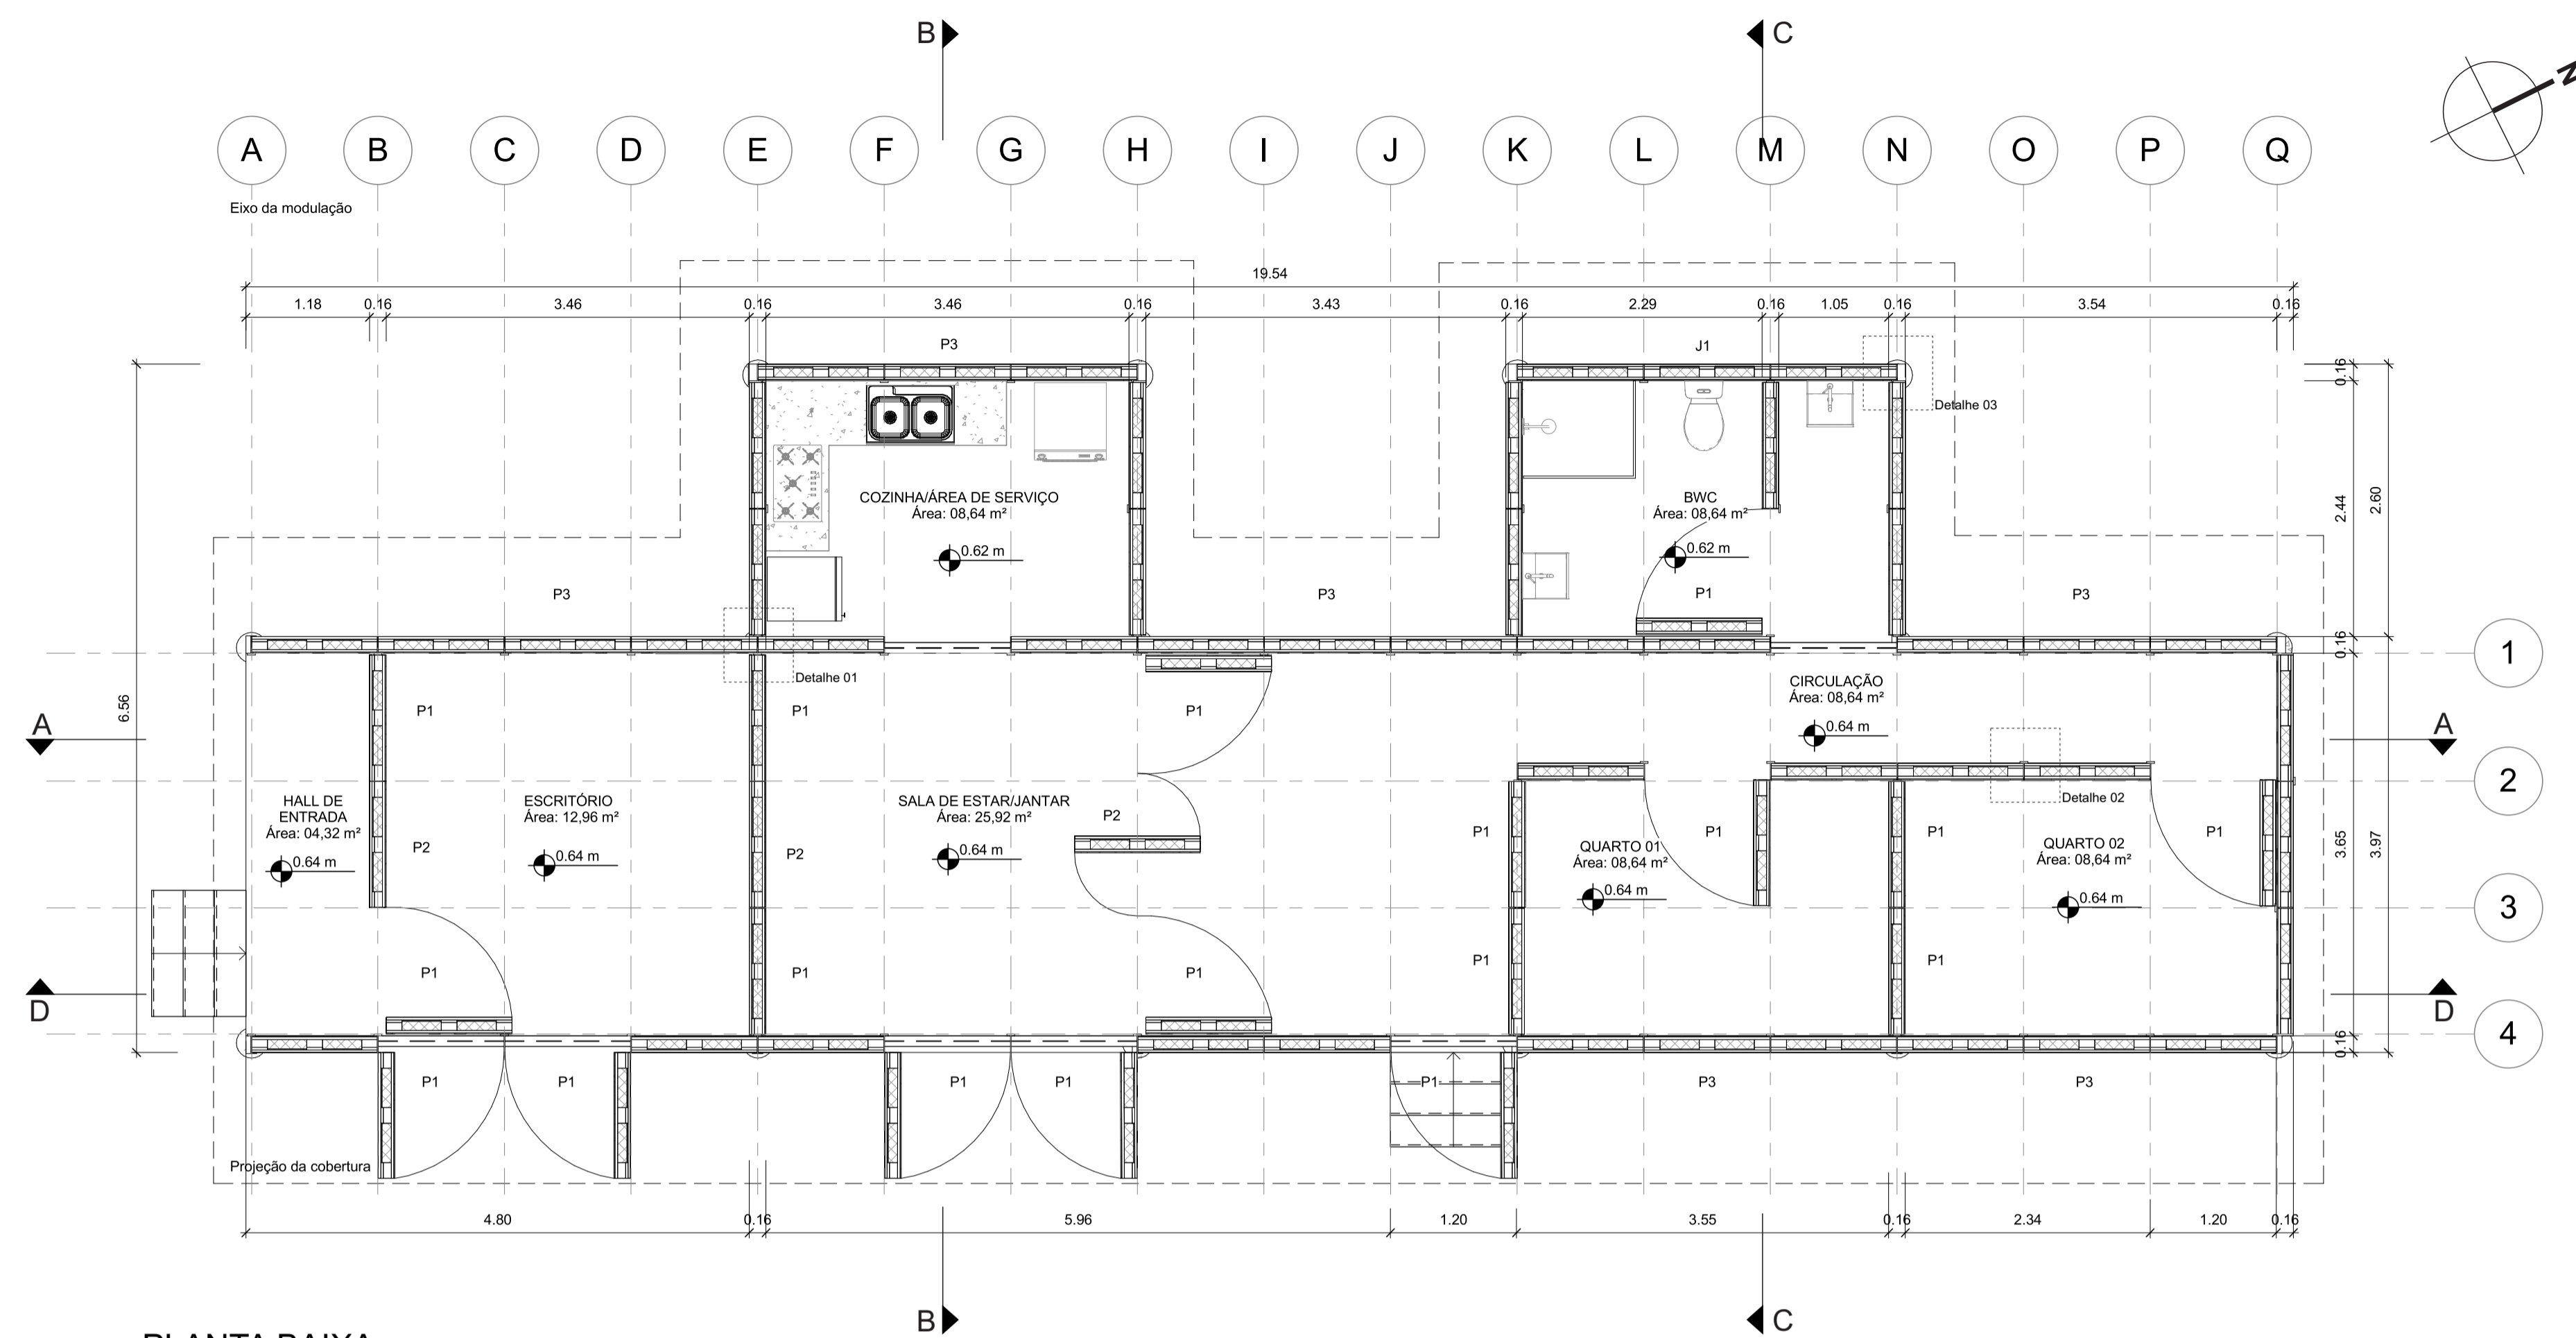 B
C
N
A B C D E F G H I J K L M N O P Q
Eixo da modulação
19.54
1.18 0.16 3.46 0.16 3.46 0.16 3.43 0.16 2.29 0.16 1.05 0.16 3.54 0.16
P3
J1
0.16
Detalhe 03
COZINHA/ÁREA DE SERVIÇO
Área: 08,64 m²
0.62 m
BWC
Área: 08,64 m²
0.62 m
2.44
2.60
P3
P3
P1
P3
0.16
1
Detalhe 01
CIRCULAÇÃO
Área: 08,64 m²
0.64 m
6.56
P1
P1
P1
A
A
2
HALL DE
ENTRADA
Área: 04,32 m²
0.64 m
ESCRITÓRIO
Área: 12,96 m²
0.64 m
SALA DE ESTAR/JANTAR
Área: 25,92 m²
0.64 m
P2
P2
P2
Detalhe 02
P1
P1
P1
P1
QUARTO 01
Área: 08,64 m²
0.64 m
QUARTO 02
Área: 08,64 m²
0.64 m
3.65
3.97
3
P1
P1
P1
P1
P1
D
D
0.16
4
P1
P1
P1
P1
P1
P3
P3
Projeção da cobertura
4.80 0.16 5.96 1.20 3.55 0.16 2.34 1.20 0.16
B
C
PLANTA BAIXA